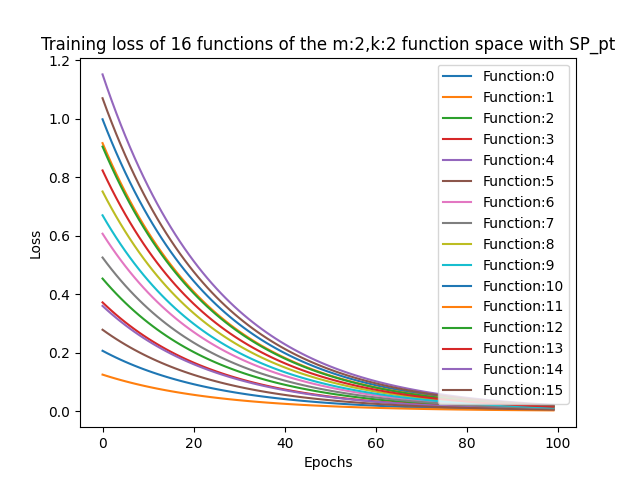 Training loss of 16 functions of the m:2,k:2 function space with SP_pt
Loss
1.2
1.0
0.8
0.6
0.4
0.2
0.0
0
20
40
60
80
100
Epochs
Function:0
Function:1
Function:2
Function:3
Function:4
Function:5
Function:6
Function:7
Function:8
Function:9
Function:10
Function:11
Function:12
Function:13
Function:14
Function:15